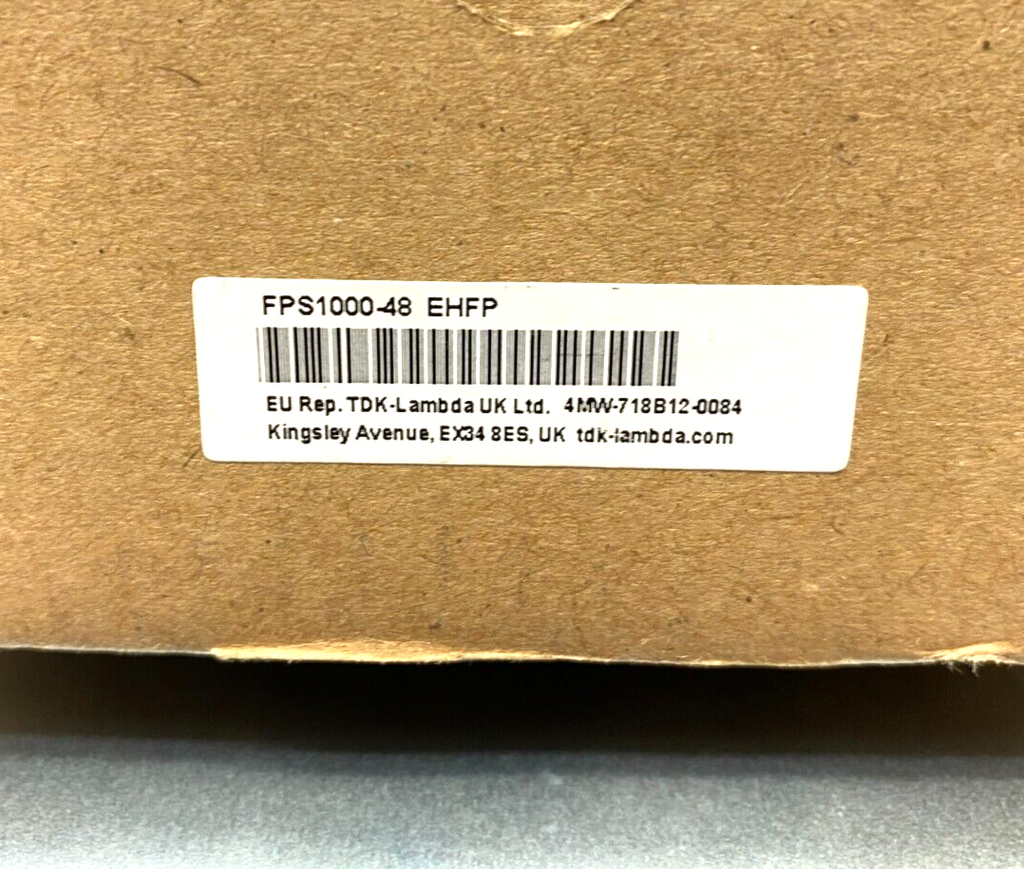 FPS1000-48 EHFP
EU Rep. TDK-Lambda UK Ltd. 4MW-718B12-0084
Kingsley Avenue, EX34 8ES, UK tdk-lambda.com